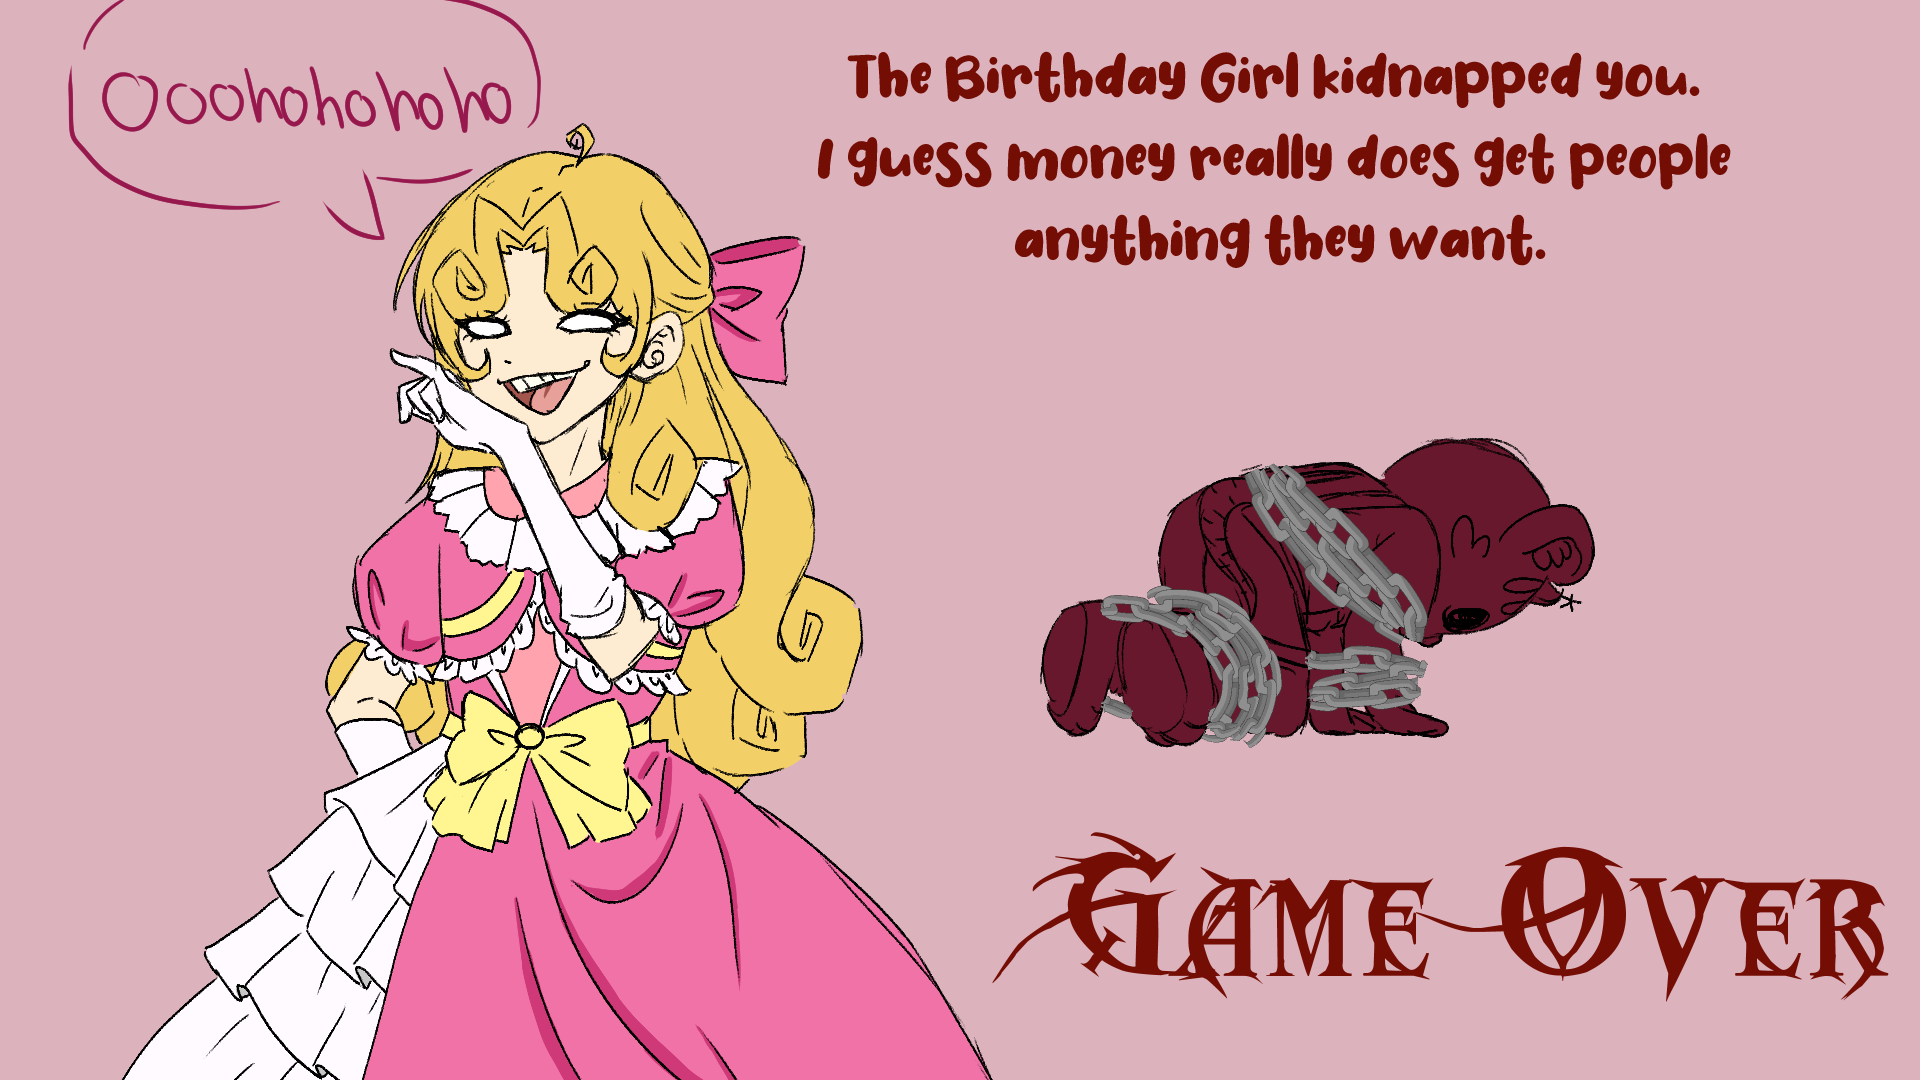 Ooohohohoho
The Birthday Girl kidnapped you.
I guess money really does get people
anything they want.
Game Over